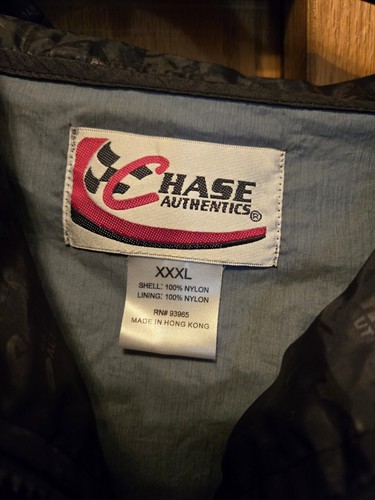 CHASE
AUTHENTICS®
XXXL
SHELL: 100% NYLON
LINING: 100% NYLON
RN# 93965
MADE IN HONG KONG